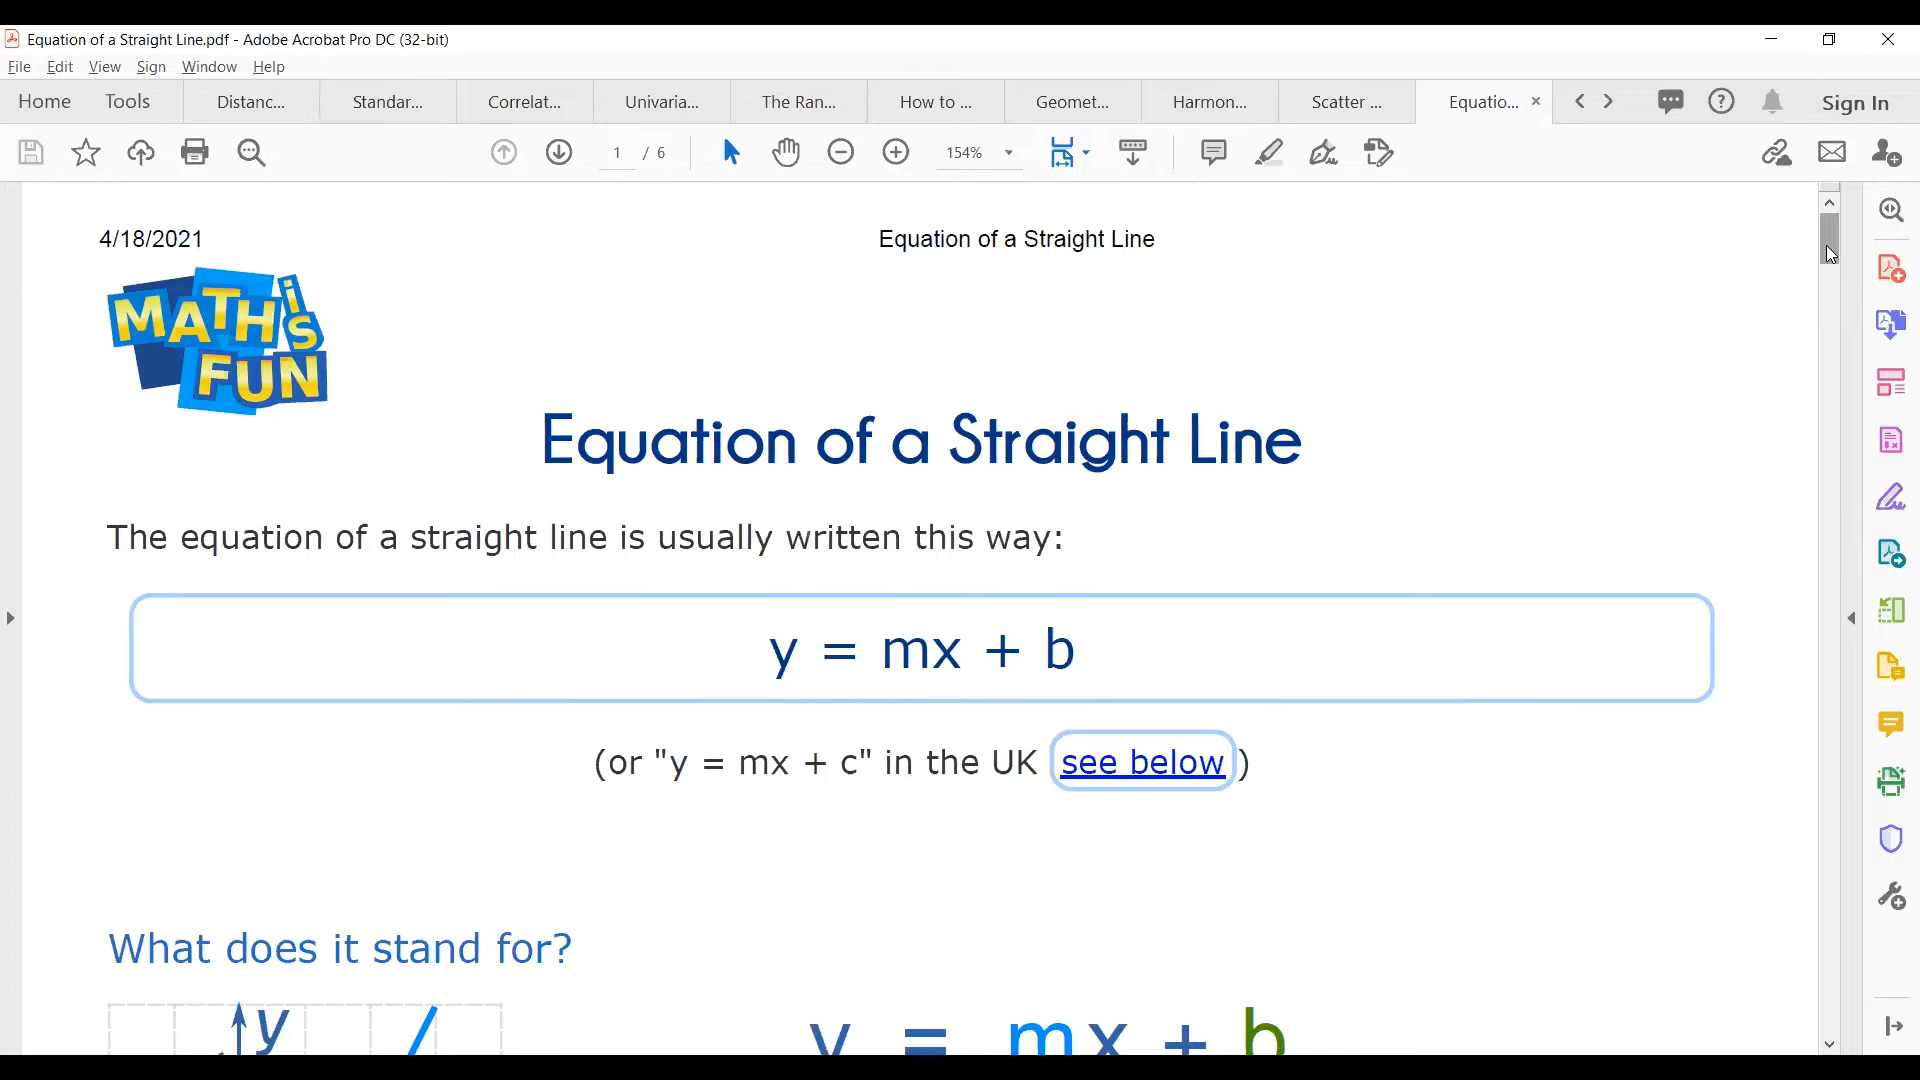 Equation of a Straight Line.pdf - Adobe Acrobat Pro DC (32-bit)
File Edit View Sign Window Help
Home Tools Distanc... Standar... Correlat... Univaria... The Ran... How to ... Geomet... Harmon... Scatter ... Equatio... × Sign In
1 / 6 154%
4/18/2021 Equation of a Straight Line
MATH iS FUN
Equation of a Straight Line
The equation of a straight line is usually written this way:
y = mx + b
(or "y = mx + c" in the UK see below )
What does it stand for?
y
y = mx + b